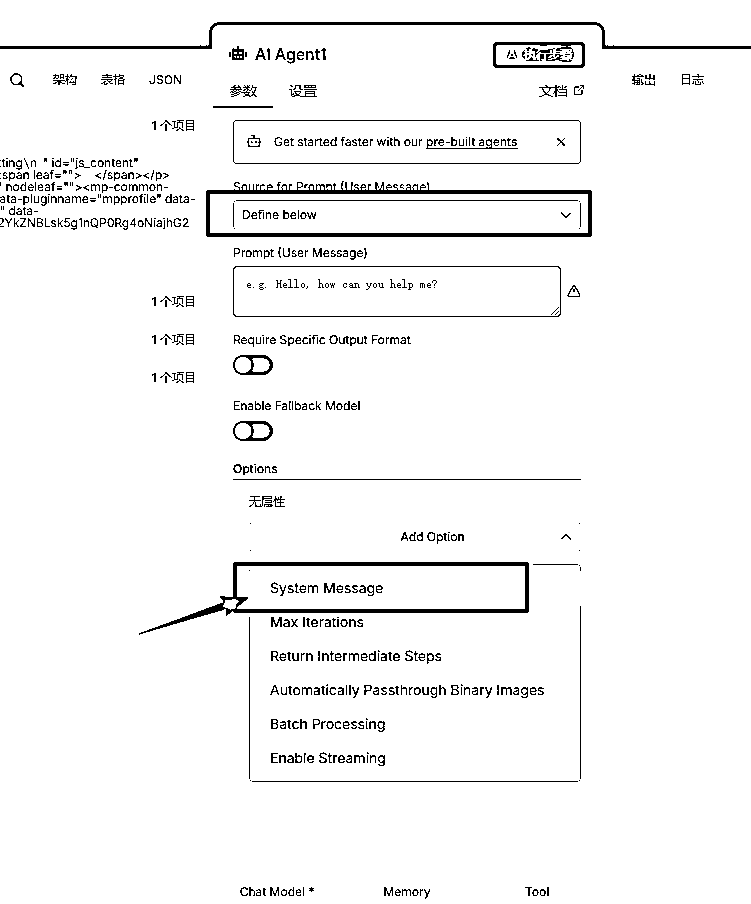 AI Agent1
执行步骤
架构 表格 JSON
参数 设置 文档
输出 日志
1个项目
tting\n " id="js_content"
span leaf=""> </span></p>
" nodeleaf=""><mp-common-
ata-pluginname="mpprofile" data-
" data-
2YkZNBLsk5g1nQP0Rg4oNiajhG2
1个项目
1个项目
1个项目
Get started faster with our pre-built agents
Source for Prompt (User Message)
Define below
Prompt (User Message)
e.g. Hello, how can you help me?
Require Specific Output Format
Enable Fallback Model
Options
无属性
Add Option
System Message
Max Iterations
Return Intermediate Steps
Automatically Passthrough Binary Images
Batch Processing
Enable Streaming
Chat Model * Memory Tool